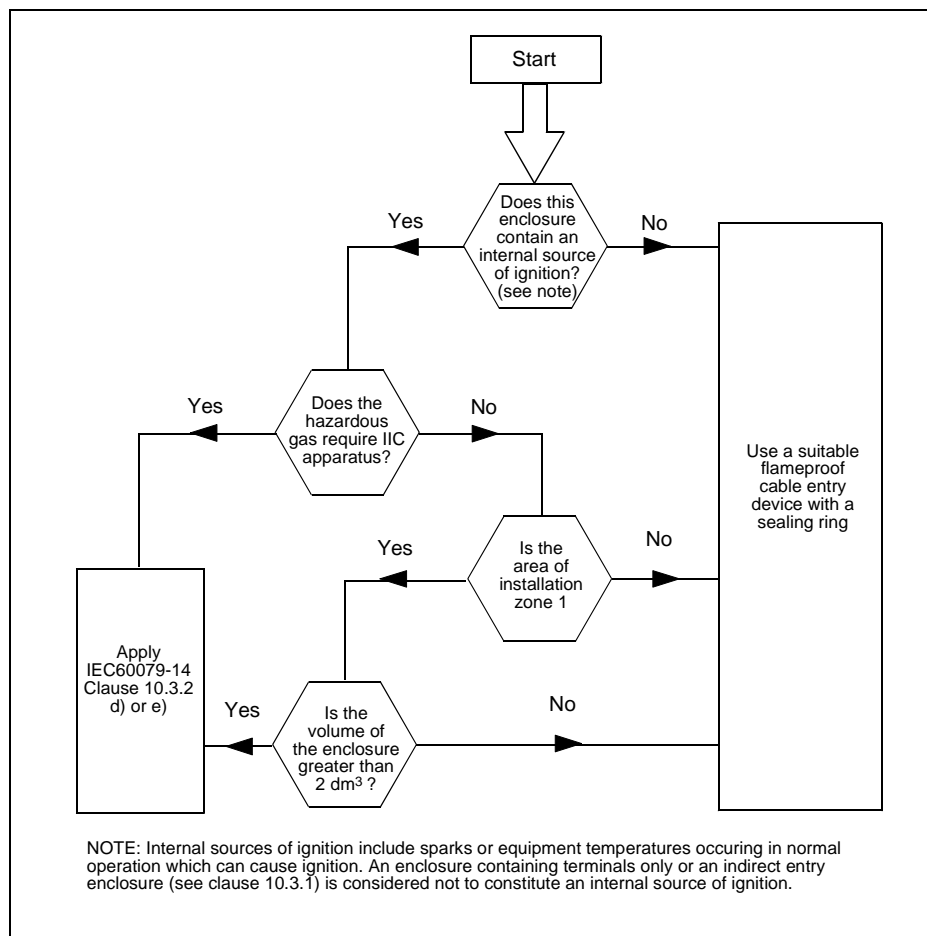 Start
Does this
enclosure
contain an
internal source
of ignition?
(see note)
Yes
No
Does the
hazardous
gas require IIC
apparatus?
Yes
No
Use a suitable
flameproof
cable entry
device with a
sealing ring
Is the
area of
installation
zone 1
Yes
No
Apply
IEC60079-14
Clause 10.3.2
d) or e)
Is the
volume of
the enclosure
greater than
2 dm³ ?
Yes
No
NOTE: Internal sources of ignition include sparks or equipment temperatures occuring in normal
operation which can cause ignition. An enclosure containing terminals only or an indirect entry
enclosure (see clause 10.3.1) is considered not to constitute an internal source of ignition.